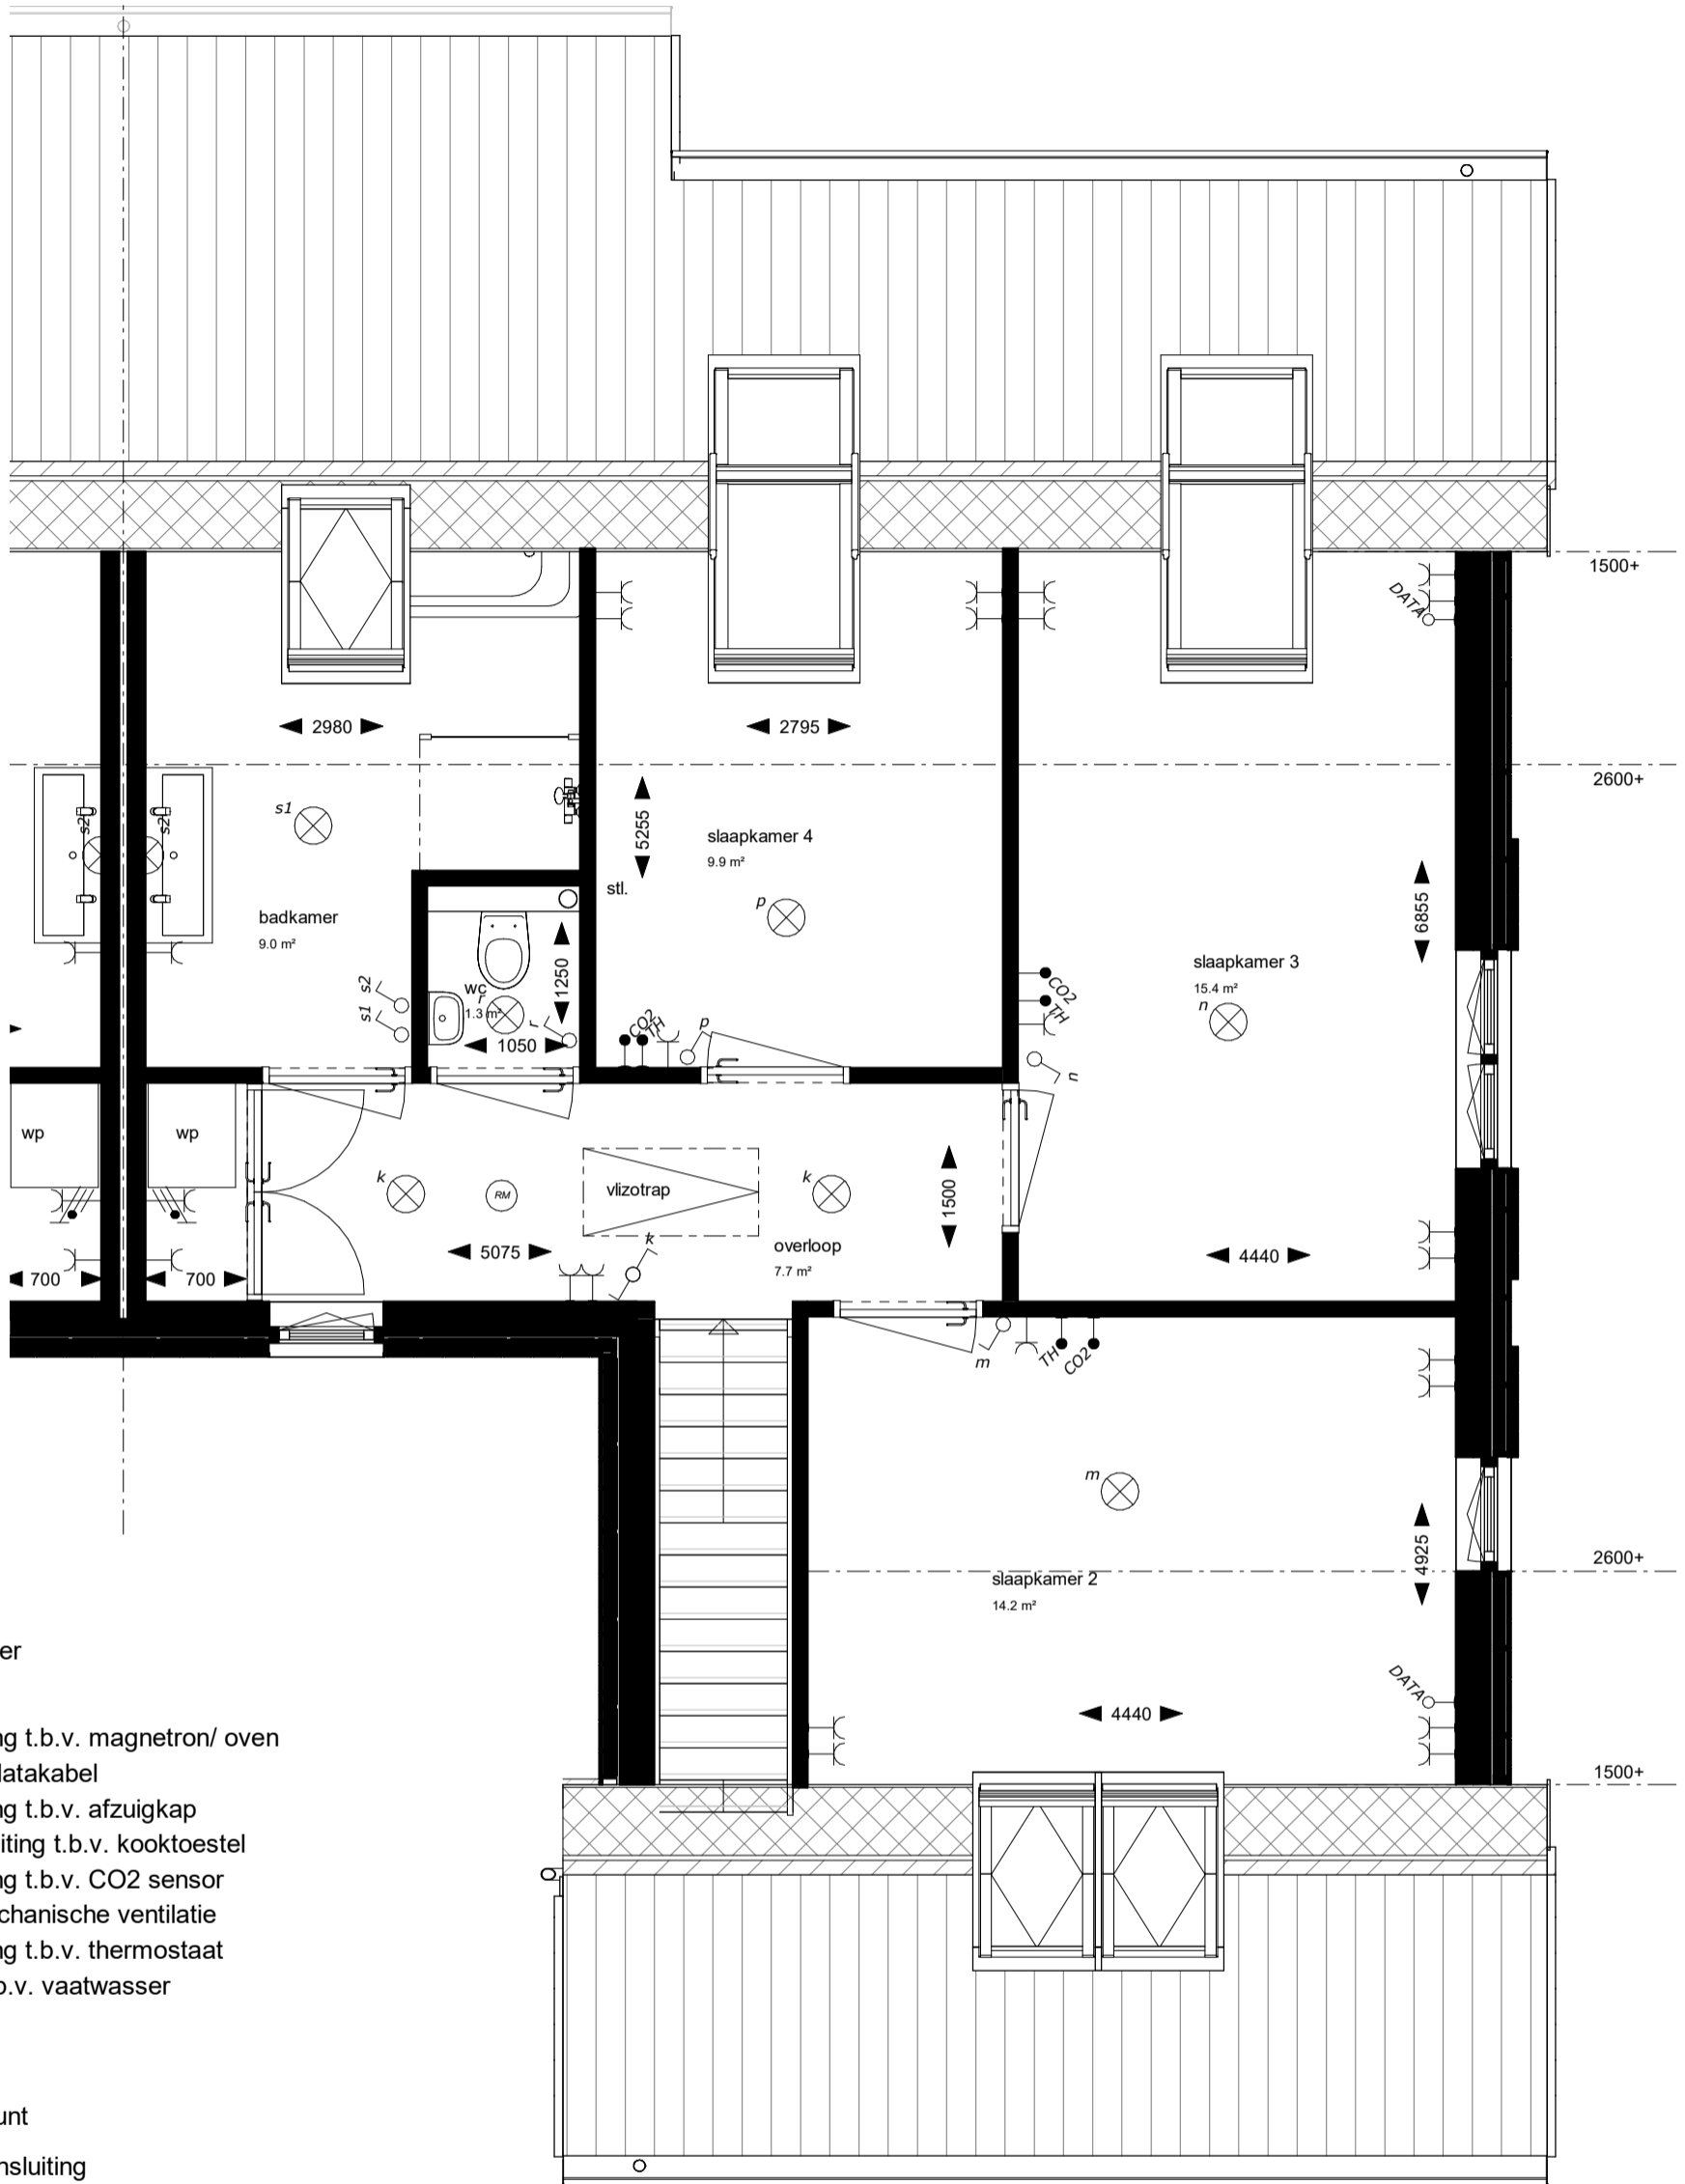 1500+
DATA
2980
2795
2600+
s2
s2
s1
5255
slaapkamer 4
9.9 m²
6855
stl.
p
badkamer
9.0 m²
slaapkamer 3
15.4 m²
n
s2
s1
wc
r
1.3 m²
1250
r
1050
CO2
TH
p
CO2
TH
n
wp
wp
k
RM
vlizotrap
k
1500
k
overloop
7.7 m²
5075
4440
700
700
m
TH
CO2
m
4925
2600+
slaapkamer 2
14.2 m²
er
DATA
4440
ng t.b.v. magnetron/ oven
datakabel
1500+
ng t.b.v. afzuigkap
iting t.b.v. kooktoestel
ng t.b.v. CO2 sensor
chanische ventilatie
ng t.b.v. thermostaat
b.v. vaatwasser
unt
nsluiting